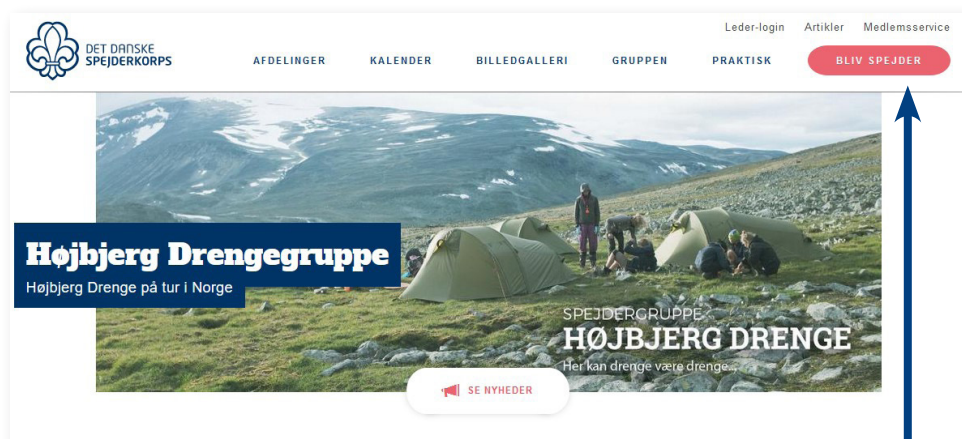 Leder-login Artikler Medlemsservice
DET DANSKE
SPEJDERKORPS
AFDELINGER KALENDER BILLEDGALLERI GRUPPEN PRAKTISK BLIV SPEJDER
Højbjerg Drengegruppe
Højbjerg Drenge på tur i Norge
SPEJDERGRUPPE
HØJBJERG DRENGE
Her kan drenge være drenge...
SE NYHEDER